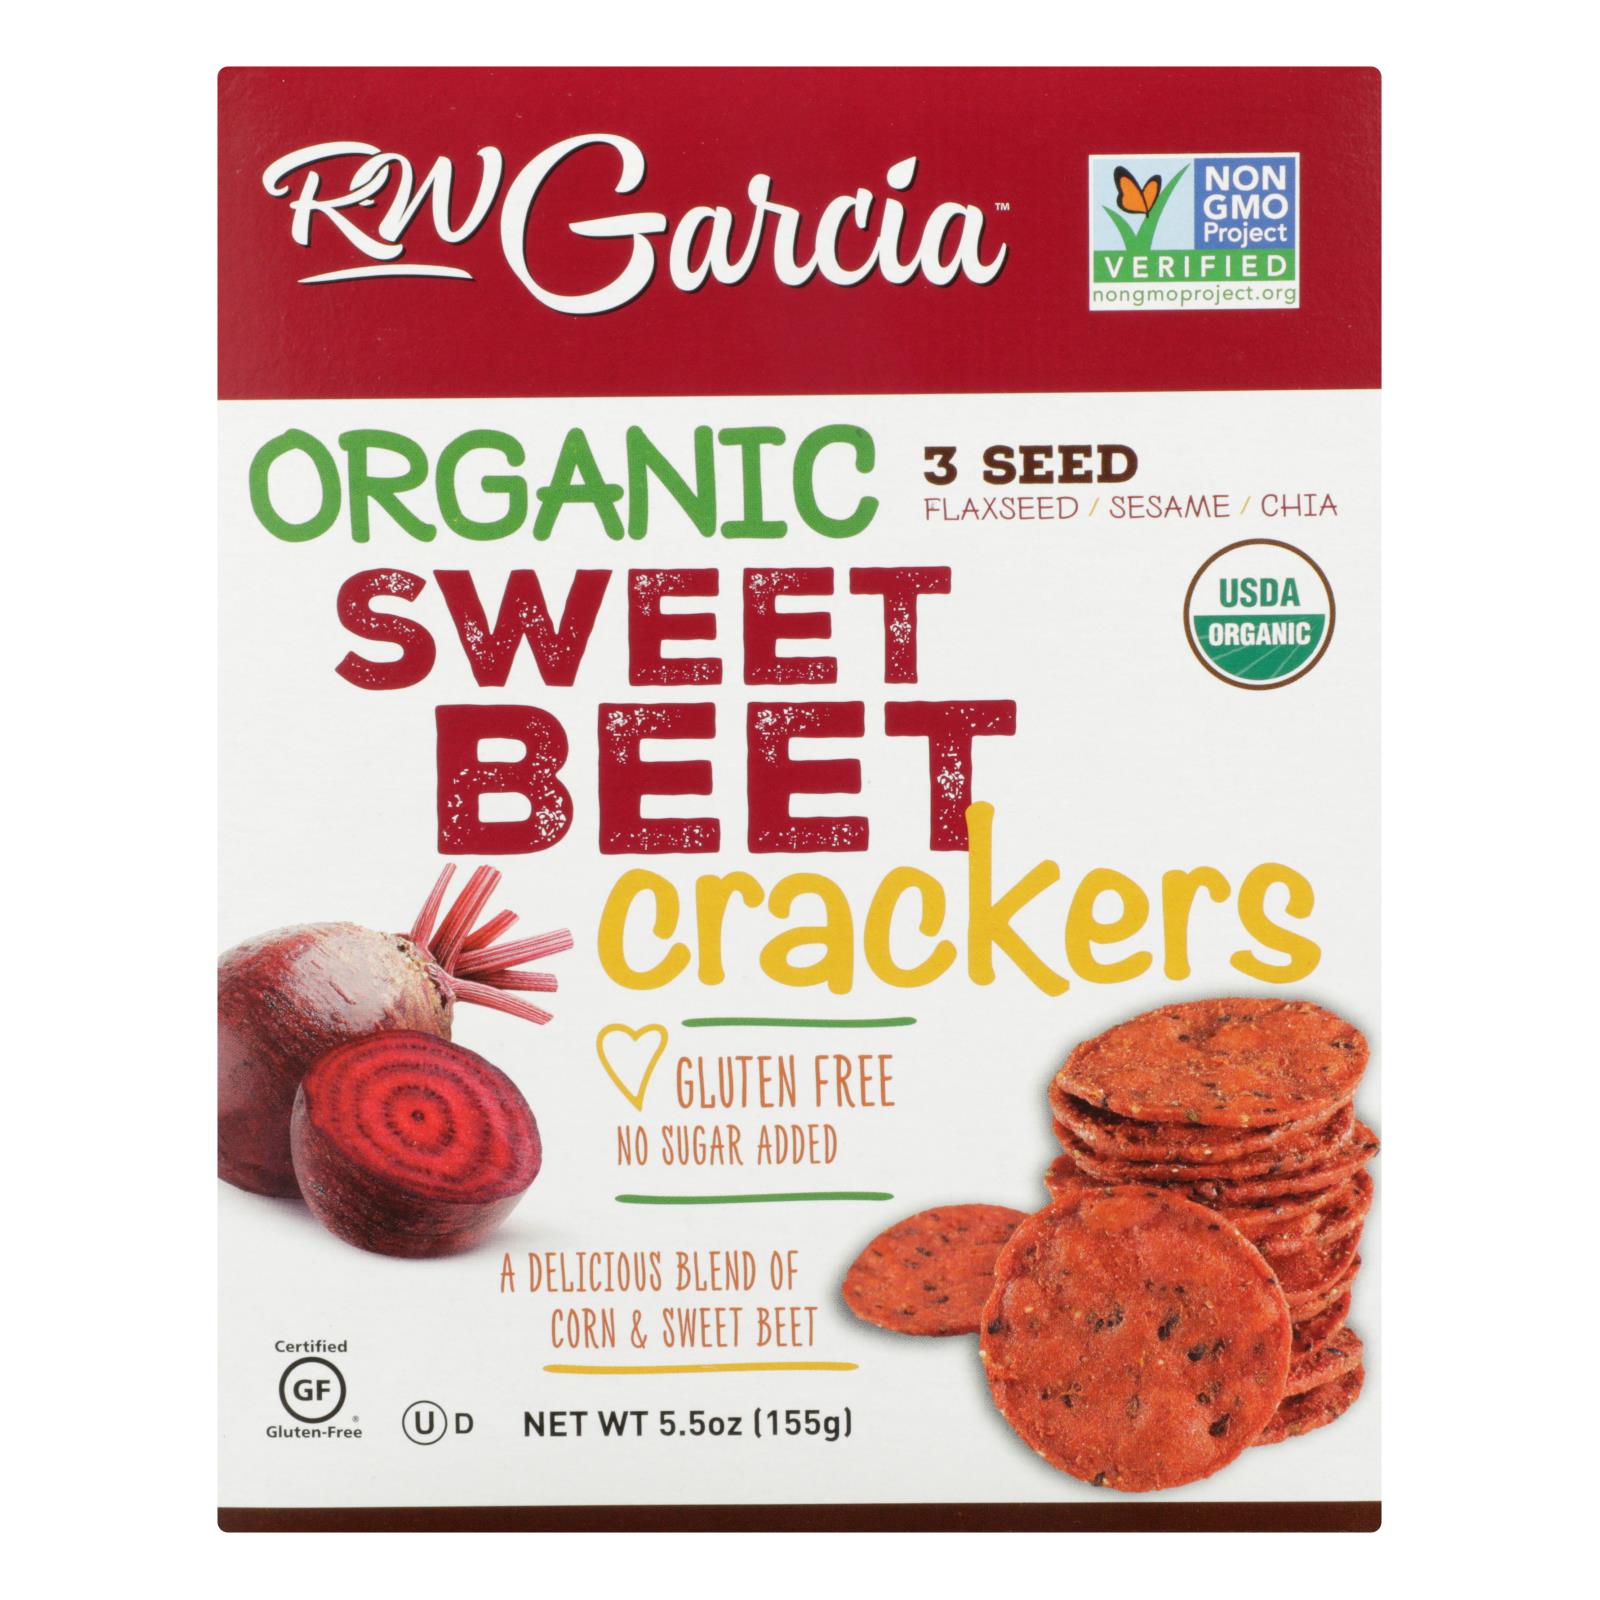 RW Garcia™
NON
GMO
Project
VERIFIED
nongmoproject.org
ORGANIC
3 SEED
FLAXSEED / SESAME / CHIA
SWEET
BEET
crackers
USDA
ORGANIC
GLUTEN FREE
NO SUGAR ADDED
A DELICIOUS BLEND OF
CORN & SWEET BEET
Certified
GF
®
Gluten-Free
U D
NET WT 5.5oz (155g)